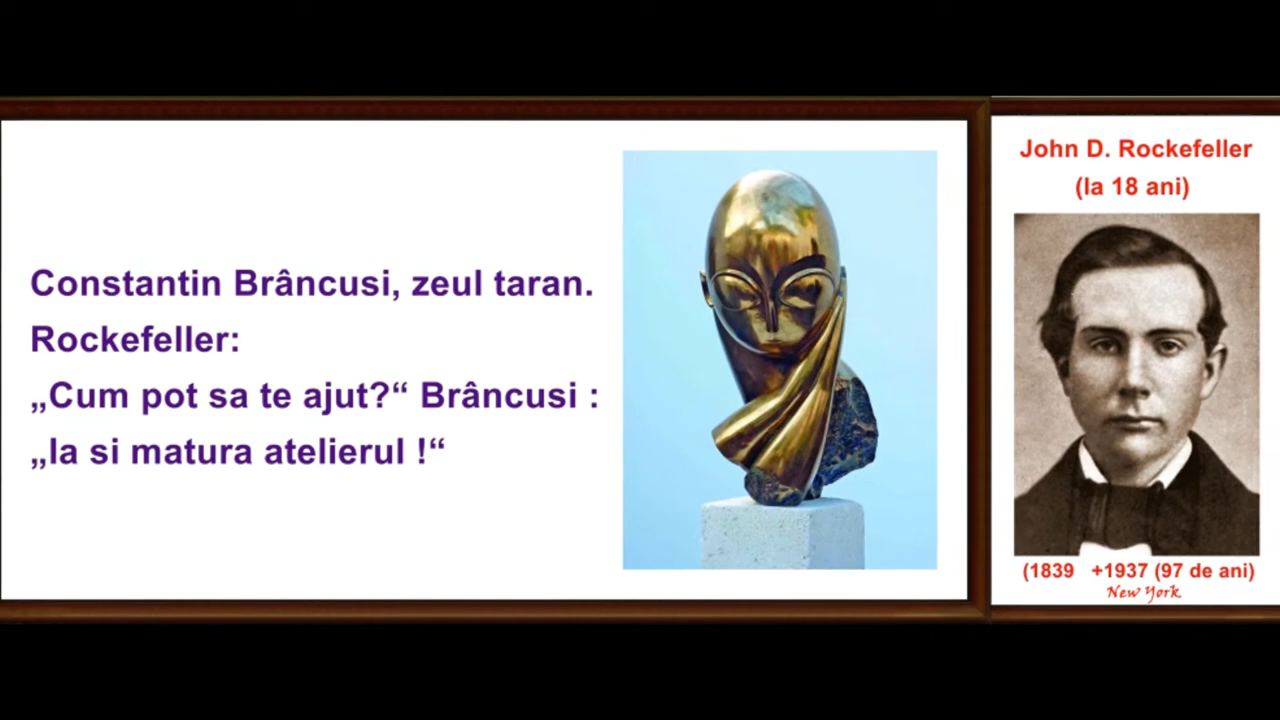 Constantin Brâncusi, zeul taran.
Rockefeller:
„Cum pot sa te ajut?“ Brâncusi :
„Ia si matura atelierul !“
John D. Rockefeller
(la 18 ani)
(1839 +1937 (97 de ani)
New York